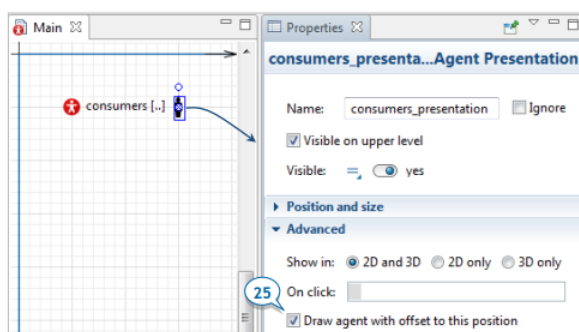 Main
Properties
consumers_presenta...Agent Presentation
consumers [..]
Name: consumers_presentation Ignore
Visible on upper level
Visible: = yes
Position and size
Advanced
Show in: 2D and 3D 2D only 3D only
25
On click:
Draw agent with offset to this position